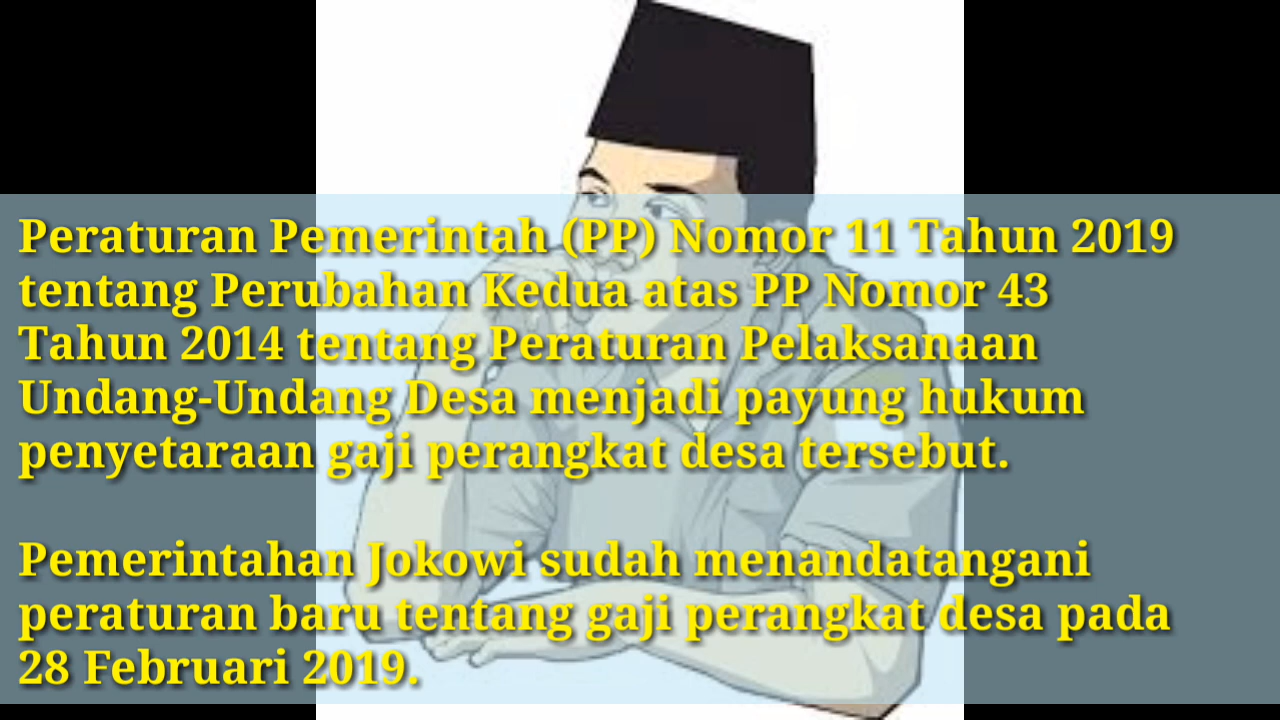 Peraturan Pemerintah (PP) Nomor 11 Tahun 2019
tentang Perubahan Kedua atas PP Nomor 43
Tahun 2014 tentang Peraturan Pelaksanaan
Undang-Undang Desa menjadi payung hukum
penyetaraan gaji perangkat desa tersebut.
Pemerintahan Jokowi sudah menandatangani
peraturan baru tentang gaji perangkat desa pada
28 Februari 2019.